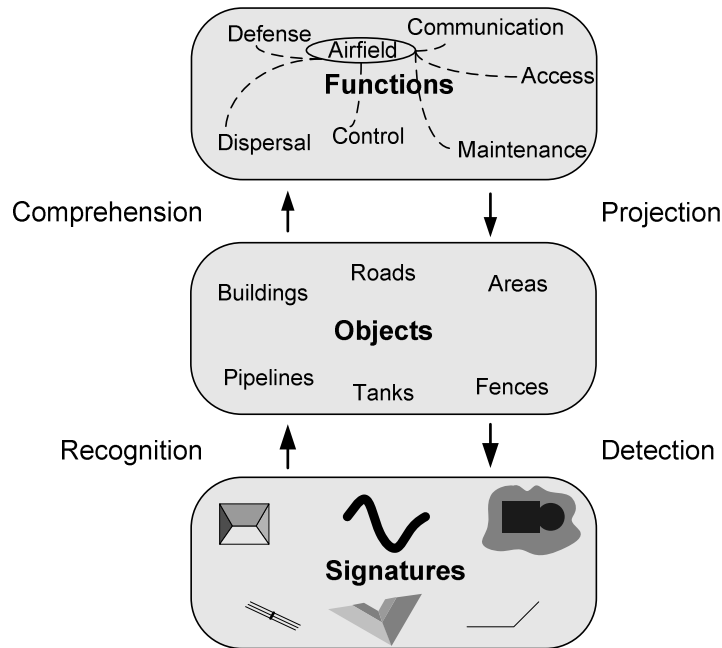 Communication
Defense
Airfield
Functions
Access
Dispersal
Control
Maintenance
Comprehension
Projection
Roads
Buildings
Areas
Objects
Pipelines
Tanks
Fences
Recognition
Detection
Signatures